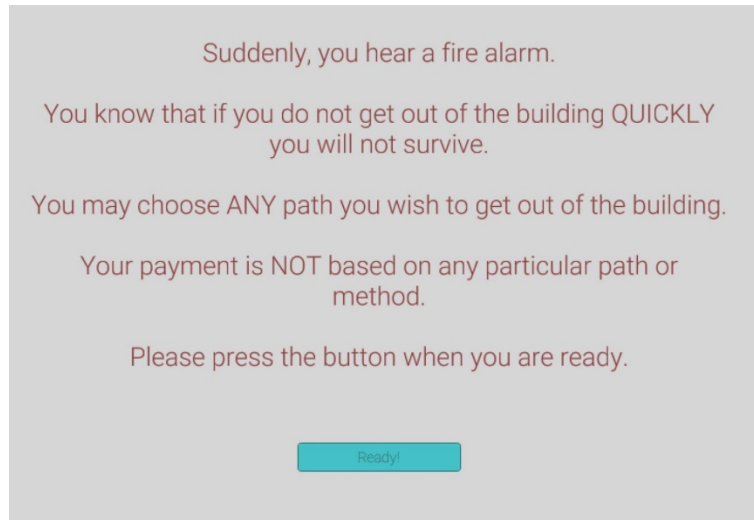 Suddenly, you hear a fire alarm.
You know that if you do not get out of the building QUICKLY
you will not survive.
You may choose ANY path you wish to get out of the building.
Your payment is NOT based on any particular path or
method.
Please press the button when you are ready.
Ready!